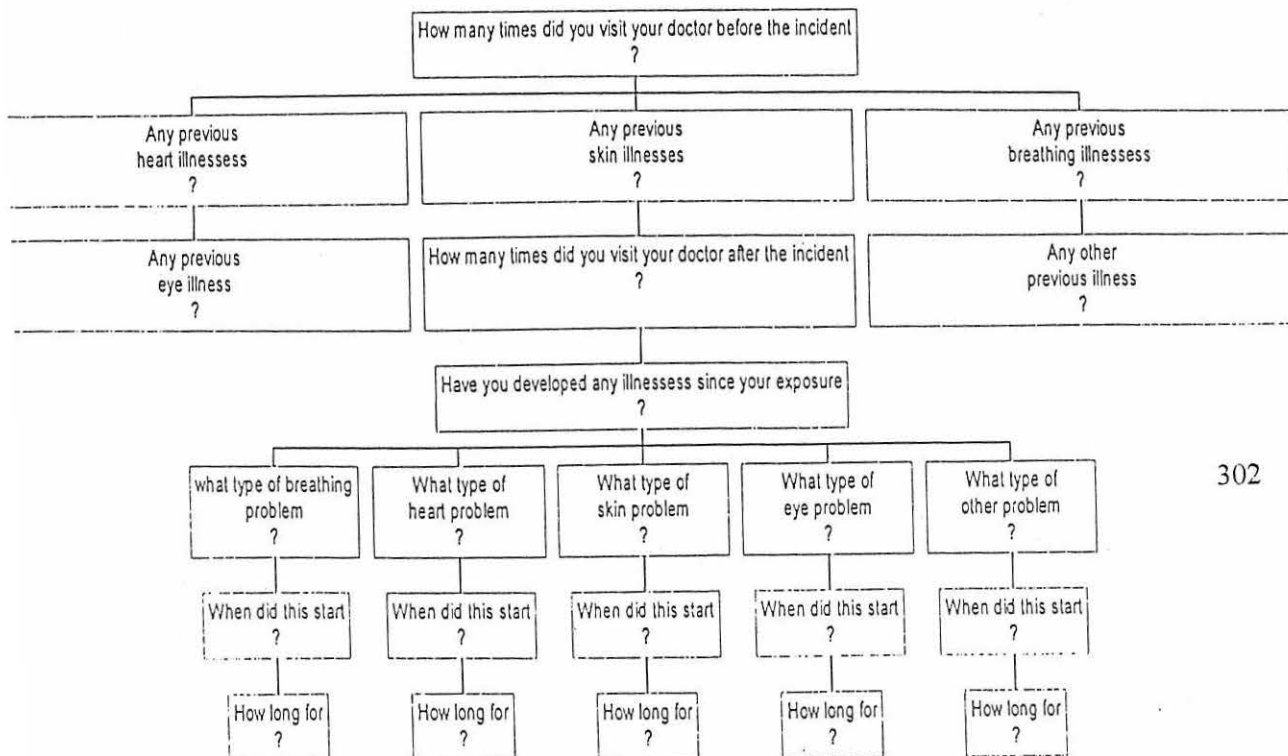 How many times did you visit your doctor before the incident
?
Any previous
heart illnessess
?
Any previous
skin illnesses
?
Any previous
breathing illnessess
?
Any previous
eye illness
?
How many times did you visit your doctor after the incident
?
Any other
previous illness
?
Have you developed any illnessess since your exposure
?
what type of breathing
problem
?
What type of
heart problem
?
What type of
skin problem
?
What type of
eye problem
?
What type of
other problem
?
302
When did this start
?
When did this start
?
When did this start
?
When did this start
?
When did this start
?
How long for
?
How long for
?
How long for
?
How long for
?
How long for
?